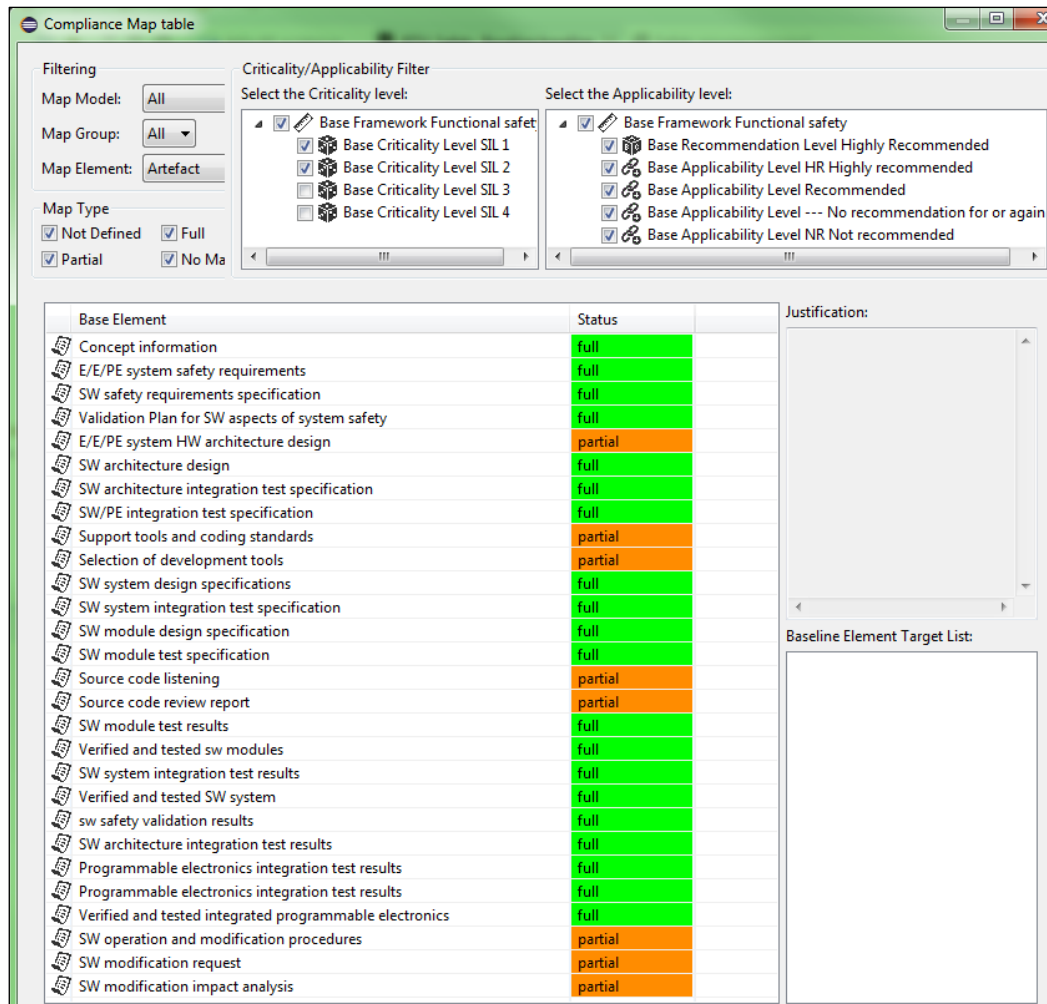 Compliance Map table
Filtering
Map Model: All
Map Group: All
Map Element: Artefact
Map Type
Not Defined Full
Partial No Ma
Criticality/Applicability Filter
Select the Criticality level:
Base Framework Functional safet
Base Criticality Level SIL 1
Base Criticality Level SIL 2
Base Criticality Level SIL 3
Base Criticality Level SIL 4
Select the Applicability level:
Base Framework Functional safety
Base Recommendation Level Highly Recommended
Base Applicability Level HR Highly recommended
Base Applicability Level Recommended
Base Applicability Level --- No recommendation for or again
Base Applicability Level NR Not recommended
Base Element Status
Concept information full
E/E/PE system safety requirements full
SW safety requirements specification full
Validation Plan for SW aspects of system safety full
E/E/PE system HW architecture design partial
SW architecture design full
SW architecture integration test specification full
SW/PE integration test specification full
Support tools and coding standards partial
Selection of development tools partial
SW system design specifications full
SW system integration test specification full
SW module design specification full
SW module test specification full
Source code listening partial
Source code review report partial
SW module test results full
Verified and tested sw modules full
SW system integration test results full
Verified and tested SW system full
sw safety validation results full
SW architecture integration test results full
Programmable electronics integration test results full
Programmable electronics integration test results full
Verified and tested integrated programmable electronics full
SW operation and modification procedures partial
SW modification request partial
SW modification impact analysis partial
Justification:
Baseline Element Target List: